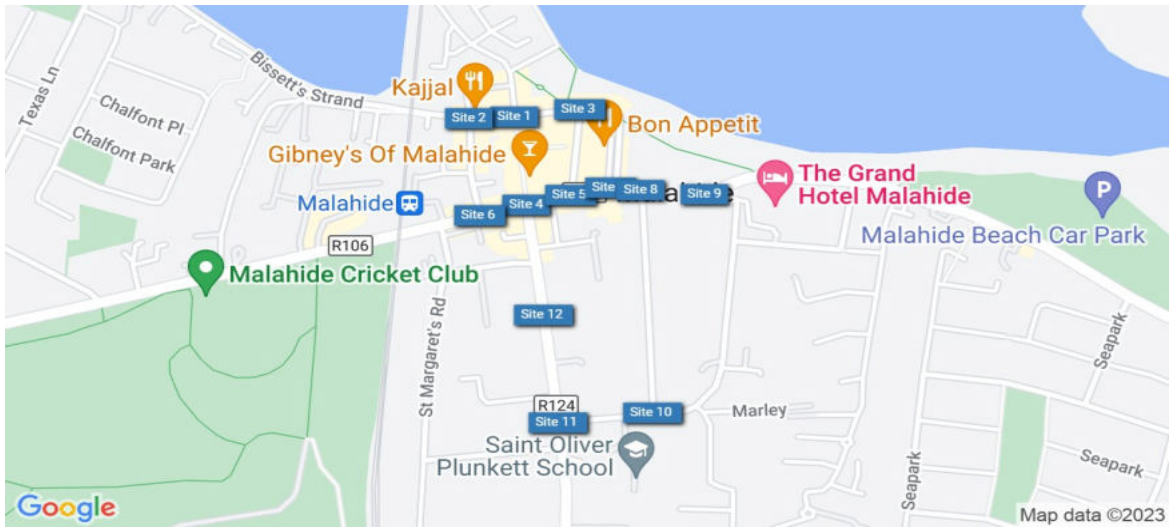 Texas Ln
Bissett's Strand
Chalfont Pl
Chalfont Park
Kajjal
Site 2
Site 1
Site 3
Bon Appetit
Gibney's Of Malahide
Malahide
Site 6
Site 4
Site 5
Site
Site 8
Site 9
The Grand
Hotel Malahide
Malahide Beach Car Park
R106
Malahide Cricket Club
St Margaret's Rd
Site 12
R124
Site 11
Site 10
Marley
Saint Oliver
Plunkett School
Seapark
Seapark
Seapark
Google
Map data ©2023